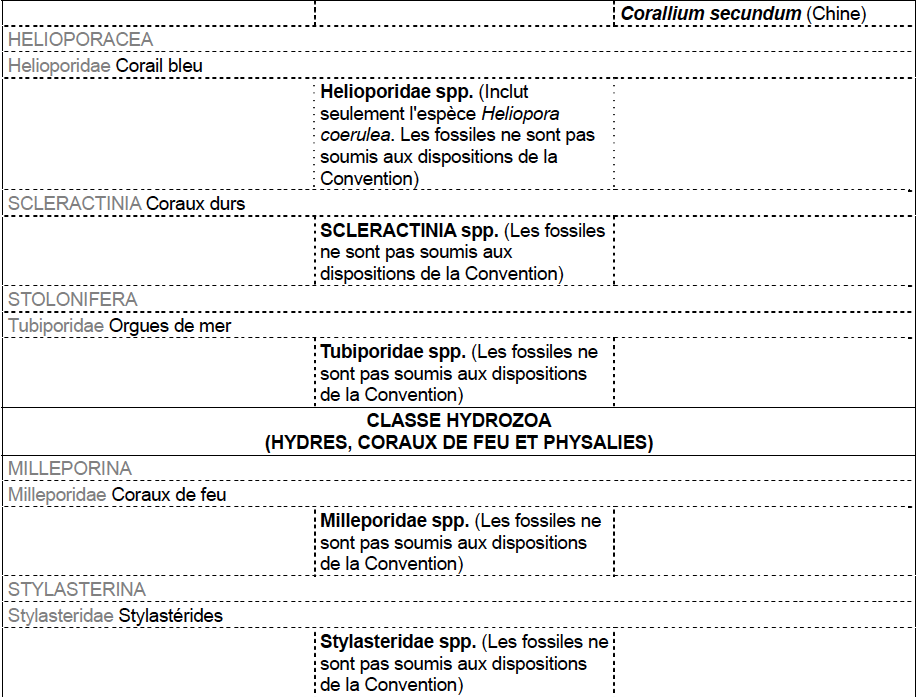 Corallium secundum (Chine)
HELIOPORACEA
Helioporidae Corail bleu
Helioporidae spp. (Inclut
seulement l'espèce Heliopora
coerulea. Les fossiles ne sont pas
soumis aux dispositions de la
Convention)
SCLERACTINIA Coraux durs
SCLERACTINIA spp. (Les fossiles
ne sont pas soumis aux
dispositions de la Convention)
STOLONIFERA
Tubiporidae Orgues de mer
Tubiporidae spp. (Les fossiles ne
sont pas soumis aux dispositions
de la Convention)
CLASSE HYDROZOA
(HYDRES, CORAUX DE FEU ET PHYSALIES)
MILLEPORINA
Milleporidae Coraux de feu
Milleporidae spp. (Les fossiles ne
sont pas soumis aux dispositions
de la Convention)
STYLASTERINA
Stylasteridae Stylastérides
Stylasteridae spp. (Les fossiles ne
sont pas soumis aux dispositions
de la Convention)